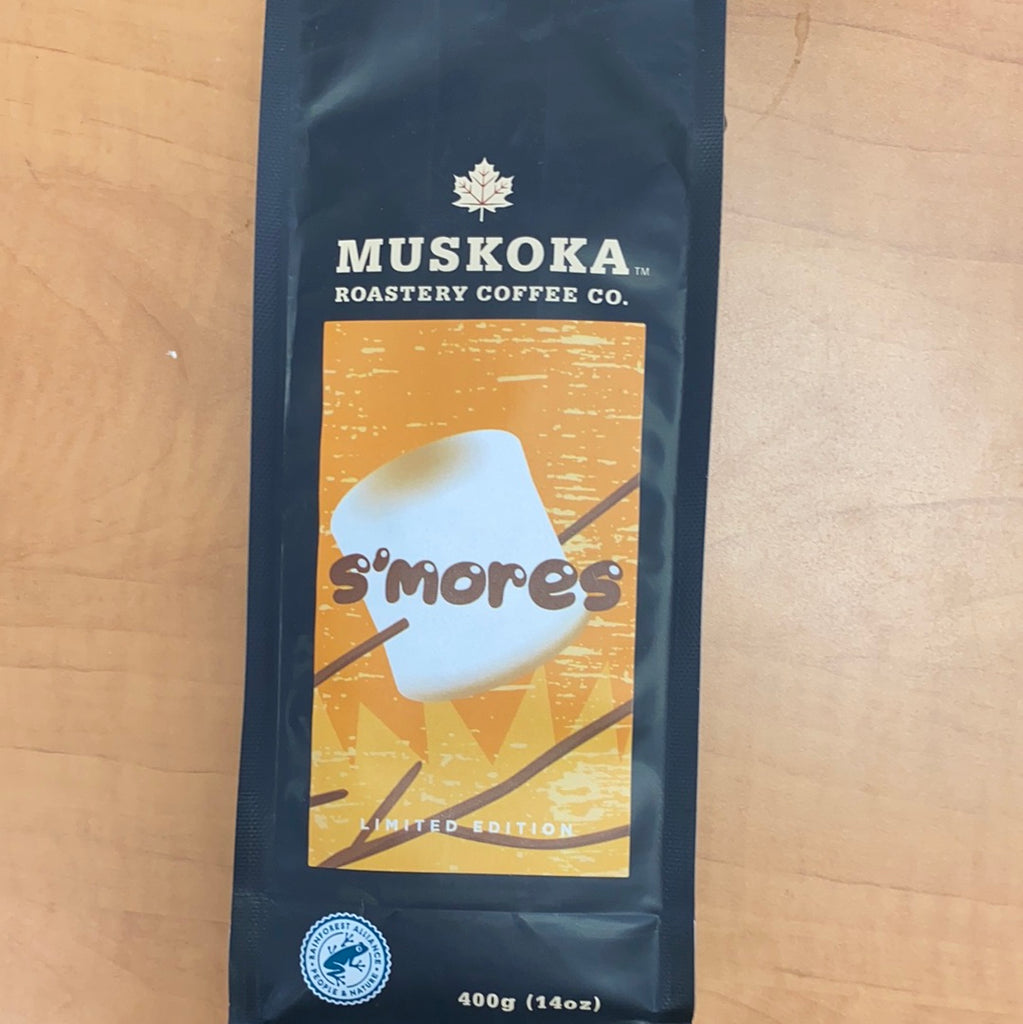 MUSKOKA™
ROASTERY COFFEE CO.
s'mores
LIMITED EDITION
RAINFOREST ALLIANCE
PEOPLE & NATURE
400g (14oz)